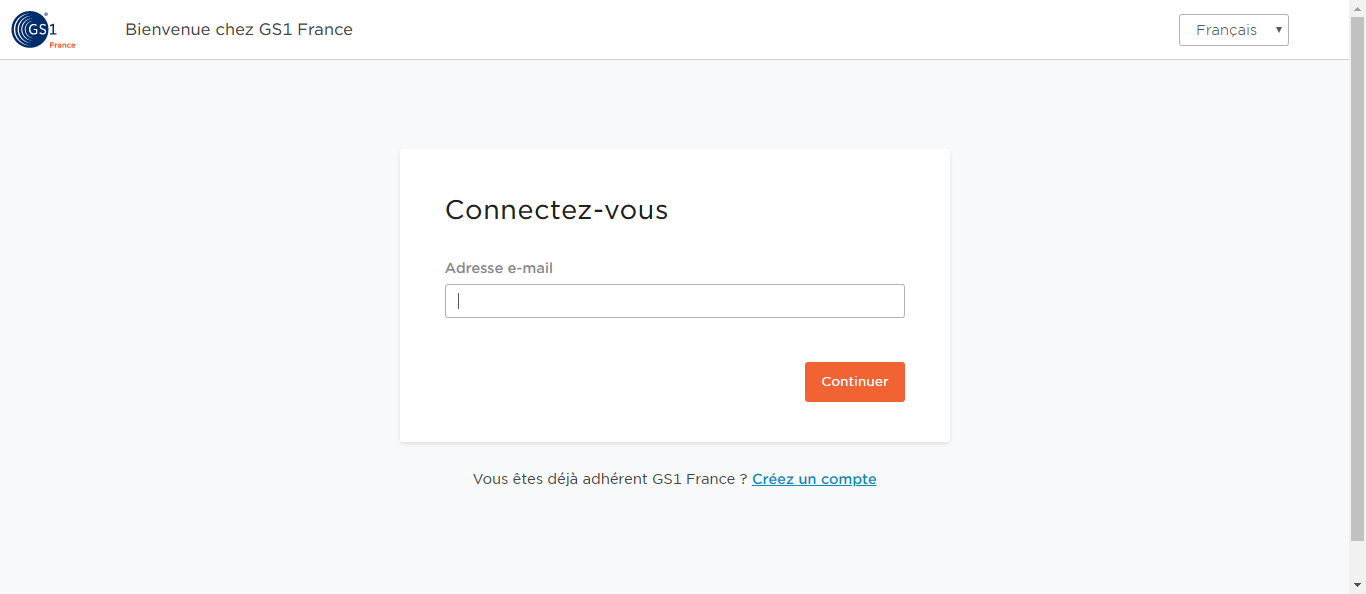 GS1
France
Bienvenue chez GS1 France
Français
Connectez-vous
Adresse e-mail
Continuer
Vous êtes déjà adhérent GS1 France ? Créez un compte